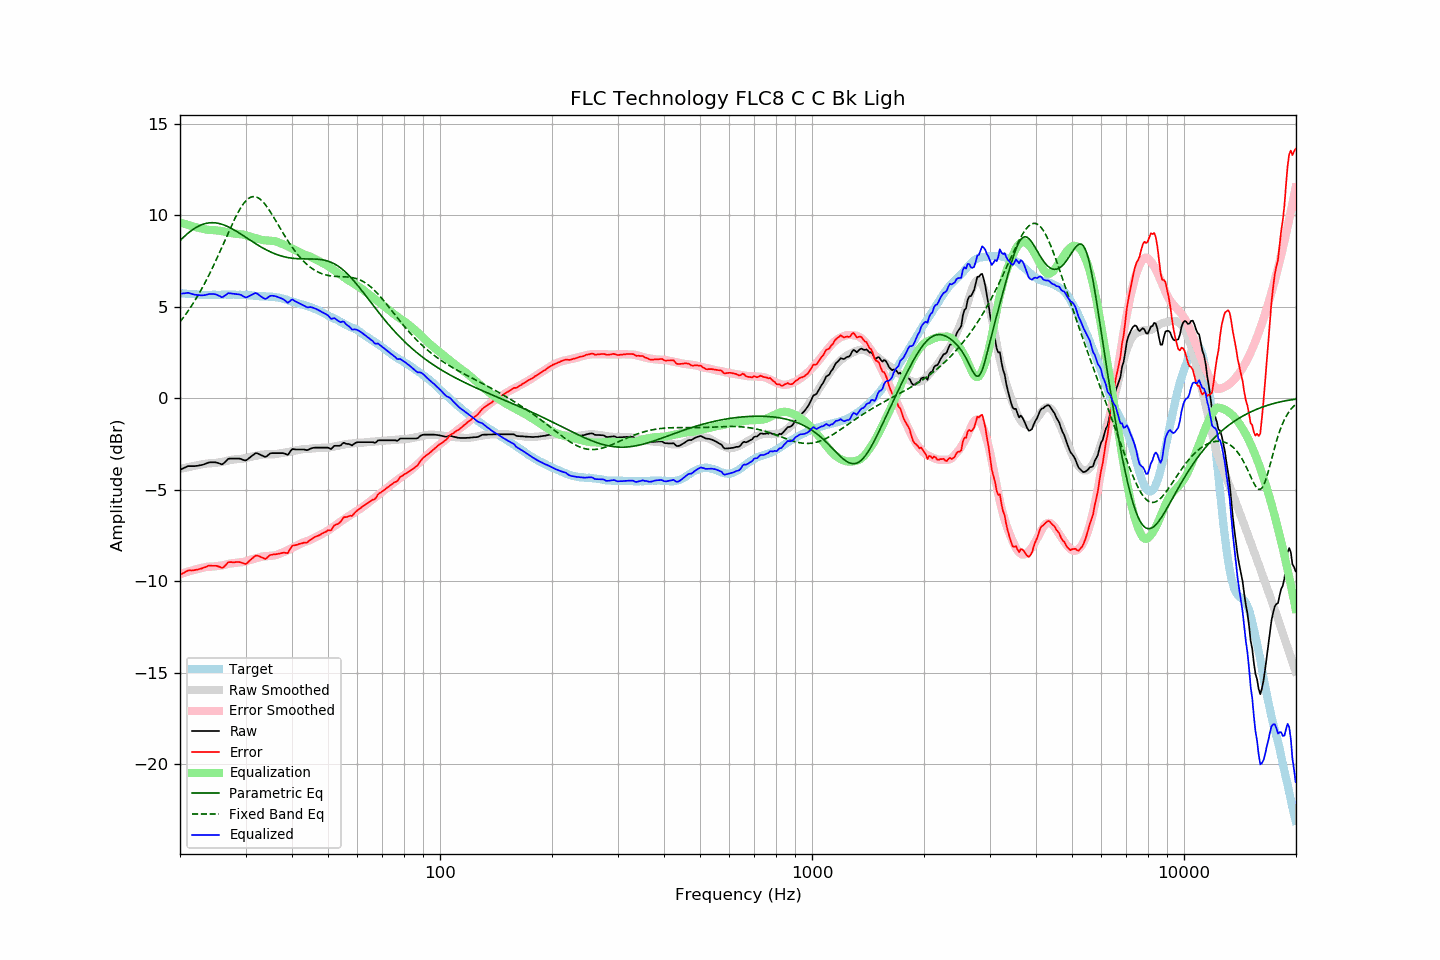 FLC Technology FLC8 C C Bk Ligh
15
10
5
0
−5
−10
−15
−20
Amplitude (dBr)
Target
Raw Smoothed
Error Smoothed
Raw
Error
Equalization
Parametric Eq
Fixed Band Eq
Equalized
100
1000
10000
Frequency (Hz)